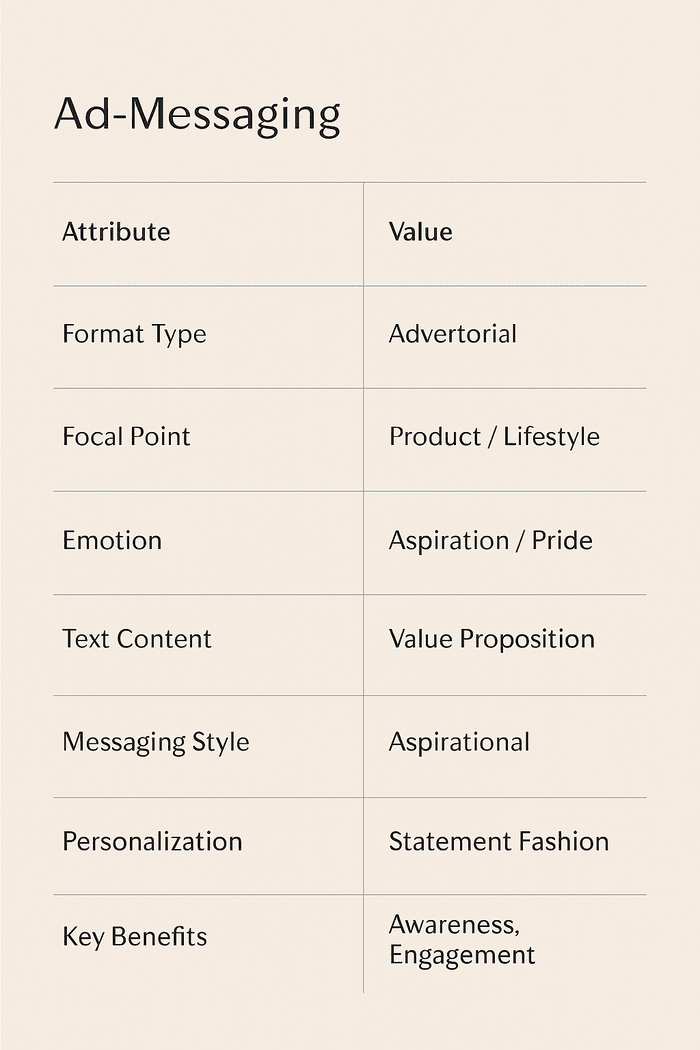 Ad-Messaging
Attribute Value
Format Type Advertorial
Focal Point Product / Lifestyle
Emotion Aspiration / Pride
Text Content Value Proposition
Messaging Style Aspirational
Personalization Statement Fashion
Key Benefits Awareness,
Engagement